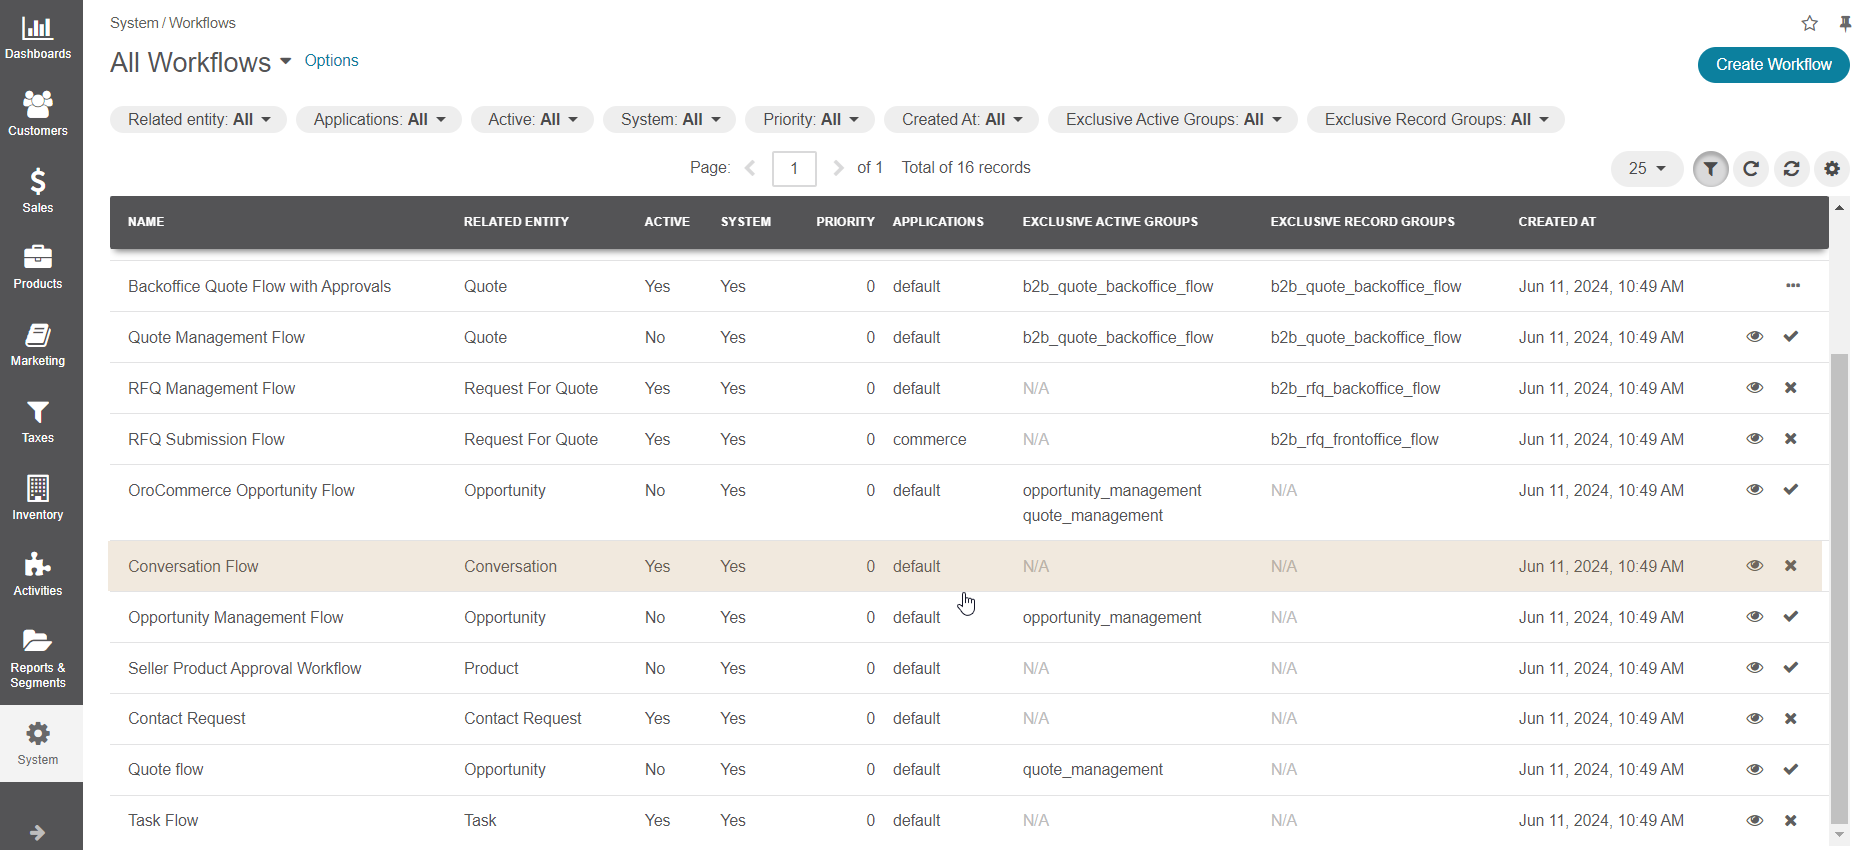 Dashboards
Customers
Sales
Products
Marketing
Taxes
Inventory
Activities
Reports &
Segments
System
System / Workflows
All Workflows Options
Create Workflow
Related entity: All Applications: All Active: All System: All Priority: All Created At: All Exclusive Active Groups: All Exclusive Record Groups: All
Page: 1 of 1 Total of 16 records 25
NAME RELATED ENTITY ACTIVE SYSTEM PRIORITY APPLICATIONS EXCLUSIVE ACTIVE GROUPS EXCLUSIVE RECORD GROUPS CREATED AT
Backoffice Quote Flow with Approvals Quote Yes Yes 0 default b2b_quote_backoffice_flow b2b_quote_backoffice_flow Jun 11, 2024, 10:49 AM
Quote Management Flow Quote No Yes 0 default b2b_quote_backoffice_flow b2b_quote_backoffice_flow Jun 11, 2024, 10:49 AM
RFQ Management Flow Request For Quote Yes Yes 0 default N/A b2b_rfq_backoffice_flow Jun 11, 2024, 10:49 AM
RFQ Submission Flow Request For Quote Yes Yes 0 commerce N/A b2b_rfq_frontoffice_flow Jun 11, 2024, 10:49 AM
OroCommerce Opportunity Flow Opportunity No Yes 0 default opportunity_management N/A Jun 11, 2024, 10:49 AM
quote_management
Conversation Flow Conversation Yes Yes 0 default N/A N/A Jun 11, 2024, 10:49 AM
Opportunity Management Flow Opportunity No Yes 0 default opportunity_management N/A Jun 11, 2024, 10:49 AM
Seller Product Approval Workflow Product No Yes 0 default N/A N/A Jun 11, 2024, 10:49 AM
Contact Request Contact Request Yes Yes 0 default N/A N/A Jun 11, 2024, 10:49 AM
Quote flow Opportunity No Yes 0 default quote_management N/A Jun 11, 2024, 10:49 AM
Task Flow Task Yes Yes 0 default N/A N/A Jun 11, 2024, 10:49 AM